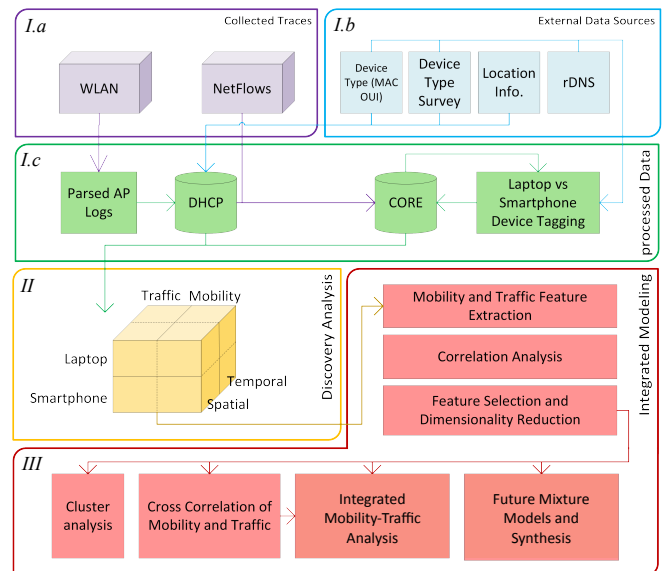 I.a
Collected Traces
WLAN
NetFlows
I.b
External Data Sources
Device
Type (MAC
OUI)
Device
Type
Survey
Location
Info.
rDNS
I.c
Parsed AP
Logs
DHCP
CORE
Laptop vs
Smartphone
Device Tagging
processed Data
II
Traffic Mobility
Laptop
Smartphone
Temporal
Spatial
Discovery Analysis
Mobility and Traffic Feature
Extraction
Correlation Analysis
Feature Selection and
Dimensionality Reduction
Integrated Modeling
III
Cluster
analysis
Cross Correlation of
Mobility and Traffic
Integrated
Mobility-Traffic
Analysis
Future Mixture
Models and
Synthesis